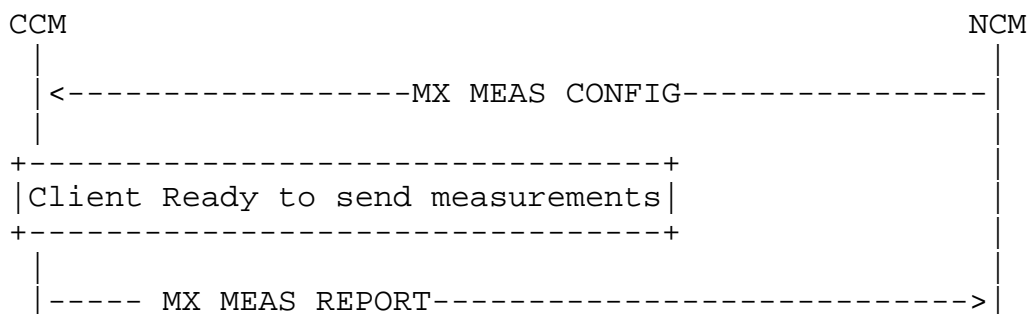 CCM NCM
MX MEAS CONFIG
Client Ready to send measurements
MX MEAS REPORT